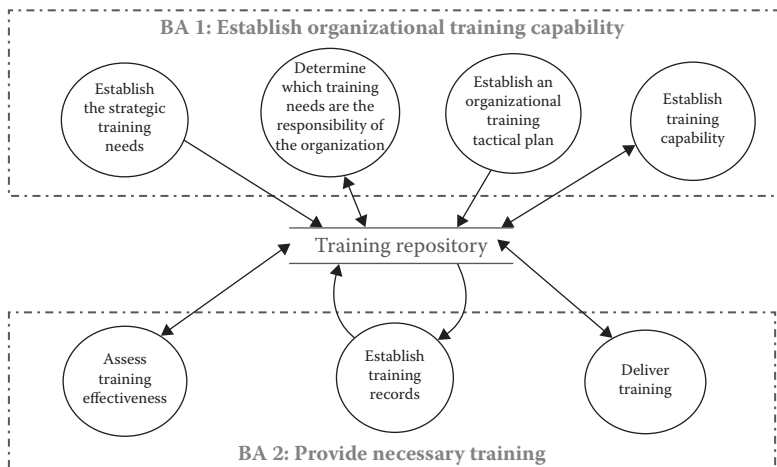 BA 1: Establish organizational training capability
Establish
the strategic
training
needs
Determine
which training
needs are the
responsibility of
the organization
Establish an
organizational
training
tactical plan
Establish
training
capability
Training repository
Assess
training
effectiveness
Establish
training
records
Deliver
training
BA 2: Provide necessary training